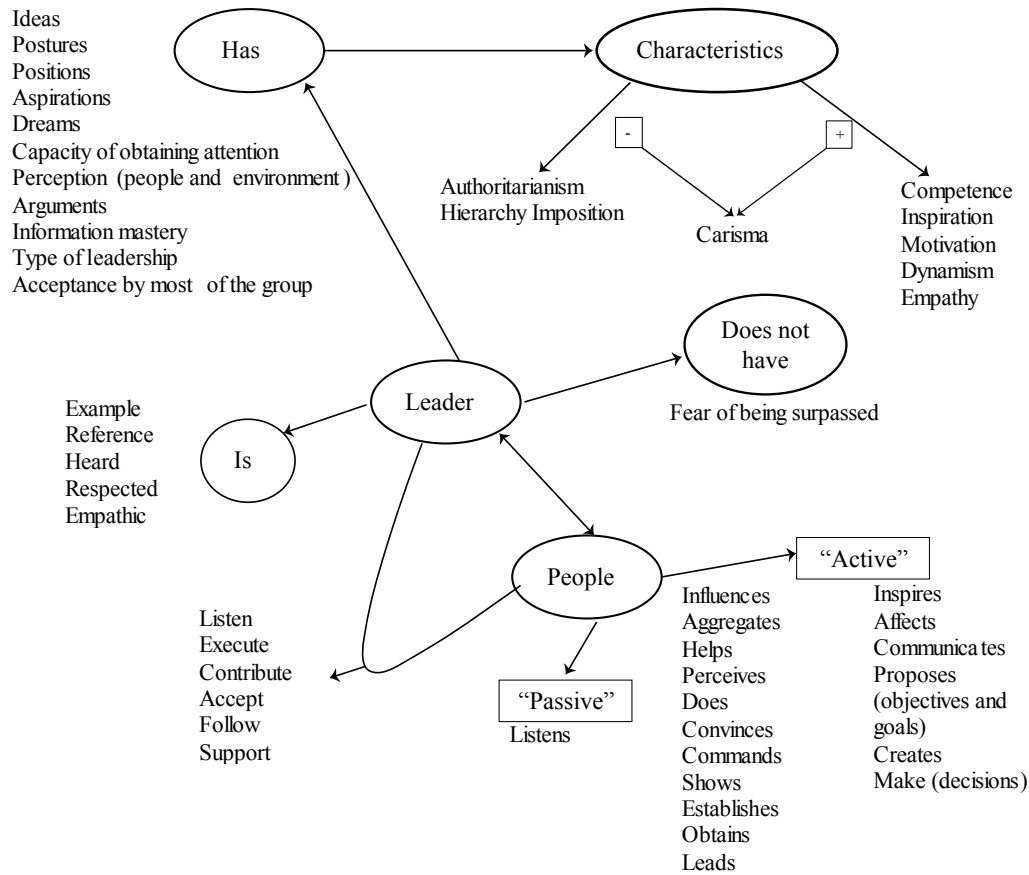 Ideas
Postures
Positions
Aspirations
Dreams
Capacity of obtaining attention
Perception (people and environment)
Arguments
Information mastery
Type of leadership
Acceptance by most of the group
Has
Characteristics
-
+
Authoritarianism
Hierarchy Imposition
Carisma
Competence
Inspiration
Motivation
Dynamism
Empathy
Does not
have
Fear of being surpassed
Leader
Example
Reference
Heard
Respected
Empathic
Is
People
“Active”
Influences
Aggregates
Helps
Perceives
Does
Convinces
Commands
Shows
Establishes
Obtains
Leads
Inspires
Affects
Communicates
Proposes
(objectives and
goals)
Creates
Make (decisions)
Listen
Execute
Contribute
Accept
Follow
Support
“Passive”
Listens